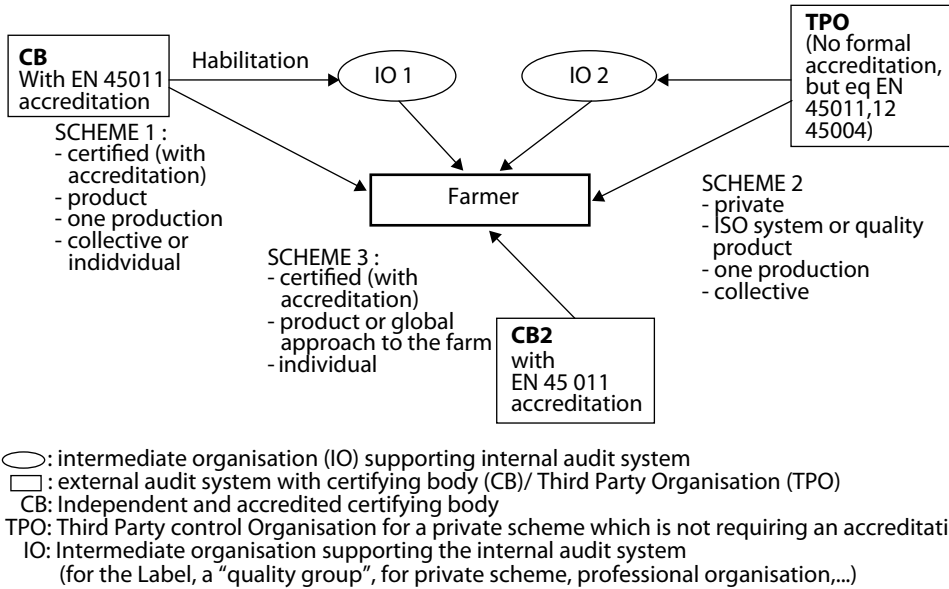 CB
With EN 45011
accreditation
Habilitation
IO 1
IO 2
TPO
(No formal
accreditation,
but eq EN
45011,12
45004)
SCHEME 1 :
- certified (with
accreditation)
- product
- one production
- collective or
indidvidual
Farmer
SCHEME 2
- private
- ISO system or quality
product
- one production
- collective
SCHEME 3 :
- certified (with
accreditation)
- product or global
approach to the farm
- individual
CB2
with
EN 45 011
accreditation
: intermediate organisation (IO) supporting internal audit system
: external audit system with certifying body (CB)/ Third Party Organisation (TPO)
CB: Independent and accredited certifying body
TPO: Third Party control Organisation for a private scheme which is not requiring an accreditati
IO: Intermediate organisation supporting the internal audit system
(for the Label, a “quality group”, for private scheme, professional organisation,...)